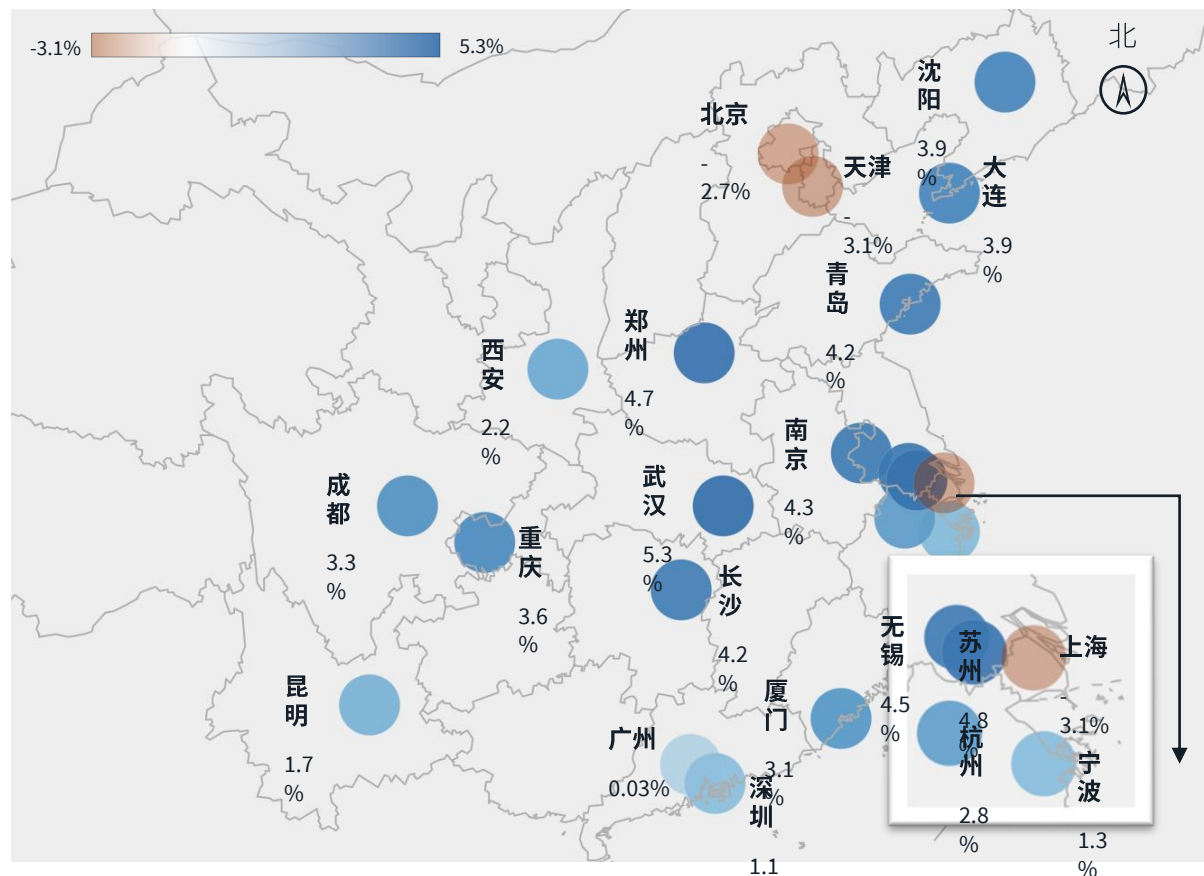 -3.1%
5.3%
北
沈
阳
3.9
%
北京
-
2.7%
天津
-
3.1%
大
连
3.9
%
青
岛
4.2
%
郑
州
4.7
%
西
安
2.2
%
南
京
4.3
%
武
汉
5.3
%
成
都
3.3
%
重
庆
3.6
%
长
沙
4.2
%
无
锡
4.5
%
苏
州
4.8
%
上海
-
3.1%
杭
州
2.8
%
宁
波
1.3
%
昆
明
1.7
%
厦
门
3.1
%
广州
0.03%
深
圳
1.1